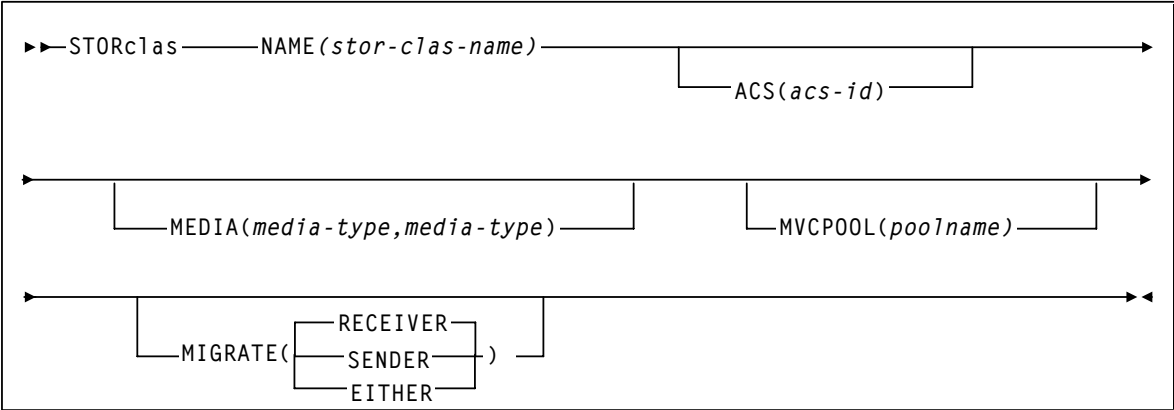 STORclas NAME(stor-clas-name)
ACS(acs-id)
MEDIA(media-type,media-type) MVCPOOL(poolname)
RECEIVER
MIGRATE( SENDER )
EITHER